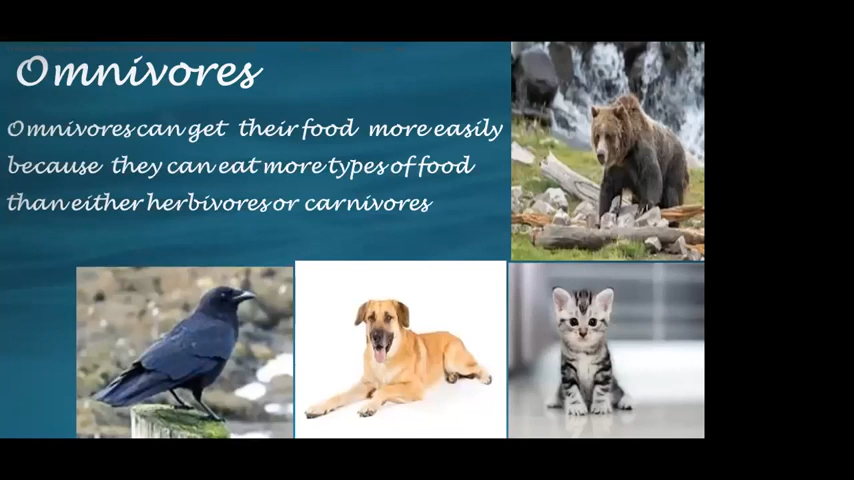 Omnivores
Omnivores can get their food more easily
because they can eat more types of food
than either herbivores or carnivores